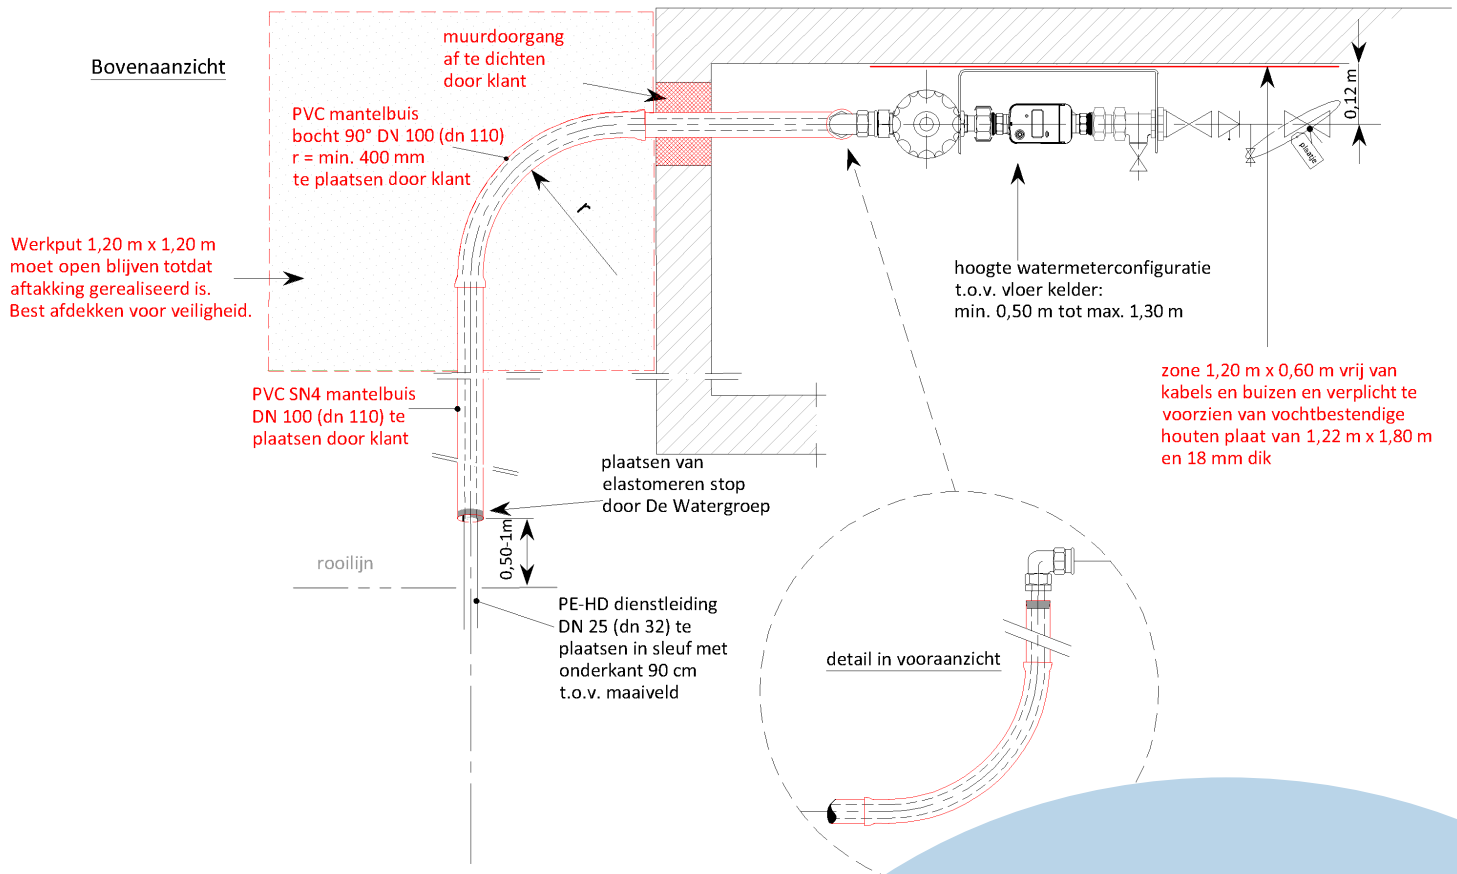 Bovenaanzicht
muurdoorgang
af te dichten
door klant
PVC mantelbuis
bocht 90° DN 100 (dn 110)
r = min. 400 mm
te plaatsen door klant
r
0,12 m
plaatje
Werkput 1,20 m x 1,20 m
moet open blijven totdat
aftakking gerealiseerd is.
Best afdekken voor veiligheid.
hoogte watermeterconfiguratie
t.o.v. vloer kelder:
min. 0,50 m tot max. 1,30 m
PVC SN4 mantelbuis
DN 100 (dn 110) te
plaatsen door klant
zone 1,20 m x 0,60 m vrij van
kabels en buizen en verplicht te
voorzien van vochtbestendige
houten plaat van 1,22 m x 1,80 m
en 18 mm dik
plaatsen van
elastomeren stop
door De Watergroep
0,50-1m
rooilijn
PE-HD dienstleiding
DN 25 (dn 32) te
plaatsen in sleuf met
onderkant 90 cm
t.o.v. maaiveld
detail in vooraanzicht